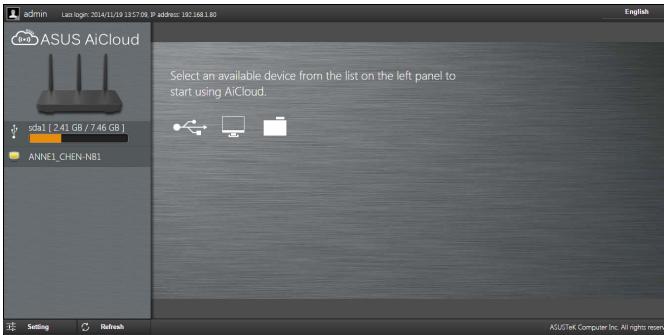 admin Last login: 2014/11/19 13:57:09, IP address: 192.168.1.80 English
ASUS AiCloud
Select an available device from the list on the left panel to
start using AiCloud.
sda1 [ 2.41 GB / 7.46 GB ]
ANNE1_CHEN-NB1
Setting Refresh ASUSTeK Computer Inc. All rights reserv